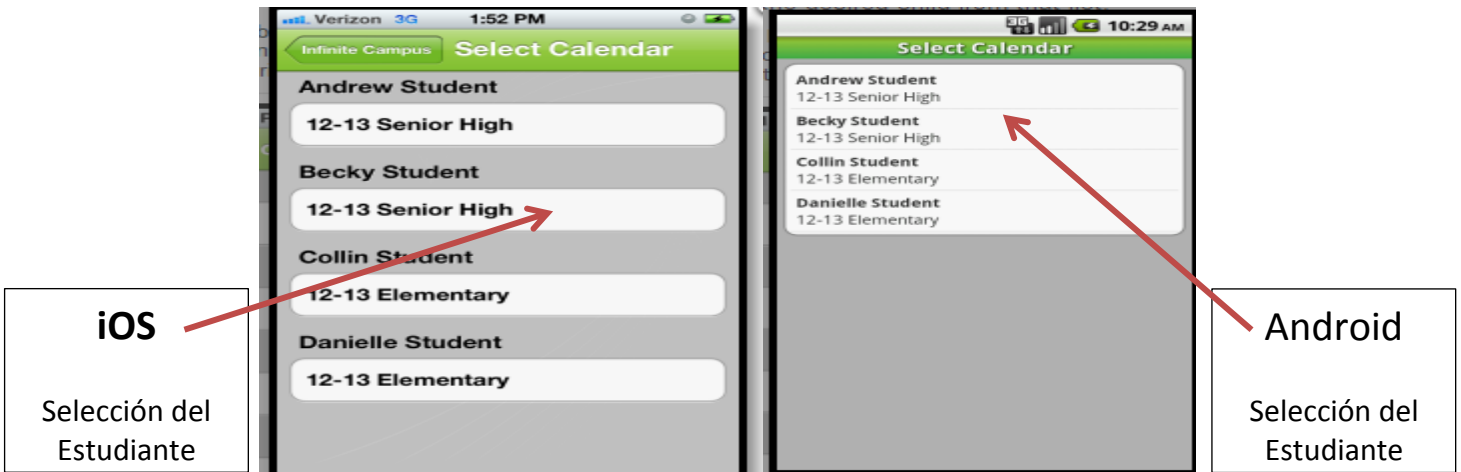 Verizon 3G 1:52 PM
Infinite Campus Select Calendar
Andrew Student
12-13 Senior High
Becky Student
12-13 Senior High
Collin Student
12-13 Elementary
Danielle Student
12-13 Elementary
3G 10:29 AM
Select Calendar
Andrew Student
12-13 Senior High
Becky Student
12-13 Senior High
Collin Student
12-13 Elementary
Danielle Student
12-13 Elementary
iOS
Selección del
Estudiante
Android
Selección del
Estudiante